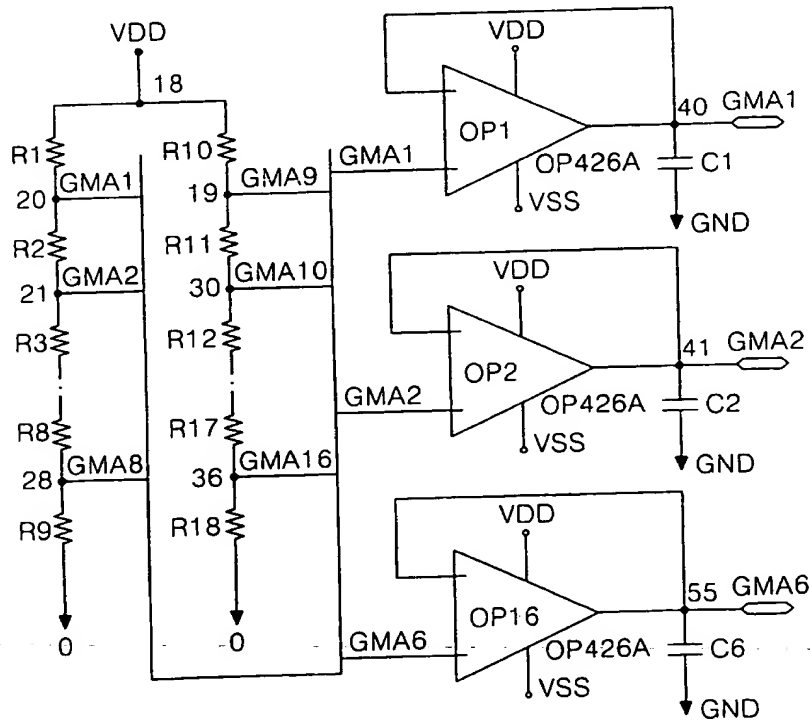 VDD
18
R1
R10
20
GMA1
19
GMA9
R2
R11
21
GMA2
30
GMA10
R3
R12
R8
R17
28
GMA8
36
GMA16
R9
R18
0
0
GMA1
VDD
OP1
OP426A
VSS
40
GMA1
C1
GND
GMA2
VDD
OP2
OP426A
VSS
41
GMA2
C2
GND
GMA6
VDD
OP16
OP426A
VSS
55
GMA6
C6
GND